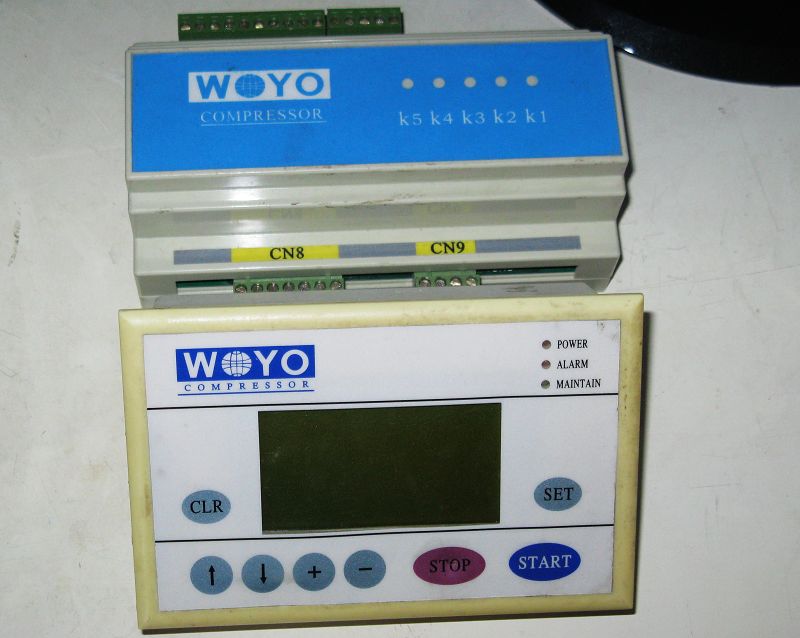 WOYO
COMPRESSOR
k5 k4 k3 k2 k1
CN8 CN9
WOYO
COMPRESSOR
POWER
ALARM
MAINTAIN
CLR
SET
↑ ↓ + −
STOP
START